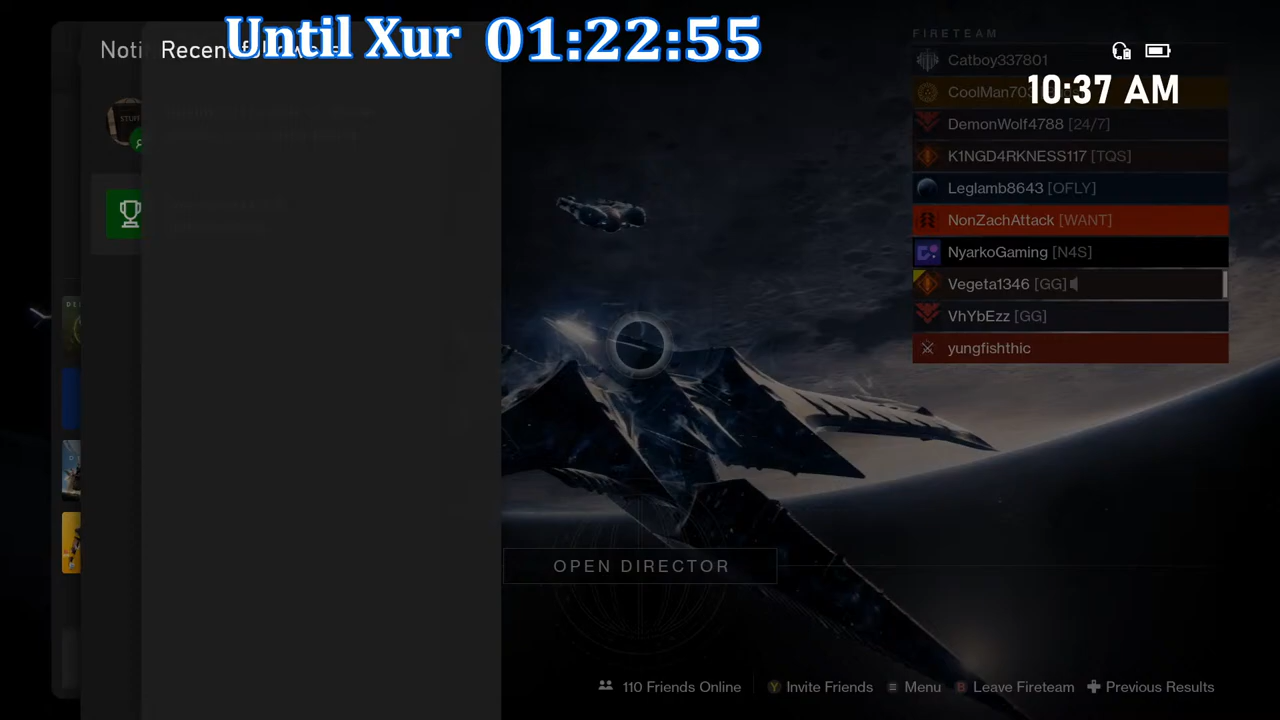 Until Xur 01:22:55
Noti
Recent
FIRETEAM
Catboy337801
10:37 AM
CoolMan703
DemonWolf4788 [24/7]
K1NGD4RKNESS117 [TQS]
Leglamb8643 [OFLY]
NonZachAttack [WANT]
NyarkoGaming [N4S]
Vegeta1346 [GG]
VhYbEzz [GG]
yungfishthic
STUFF
OPEN DIRECTOR
110 Friends Online
Y Invite Friends
Menu
B Leave Fireteam
Previous Results